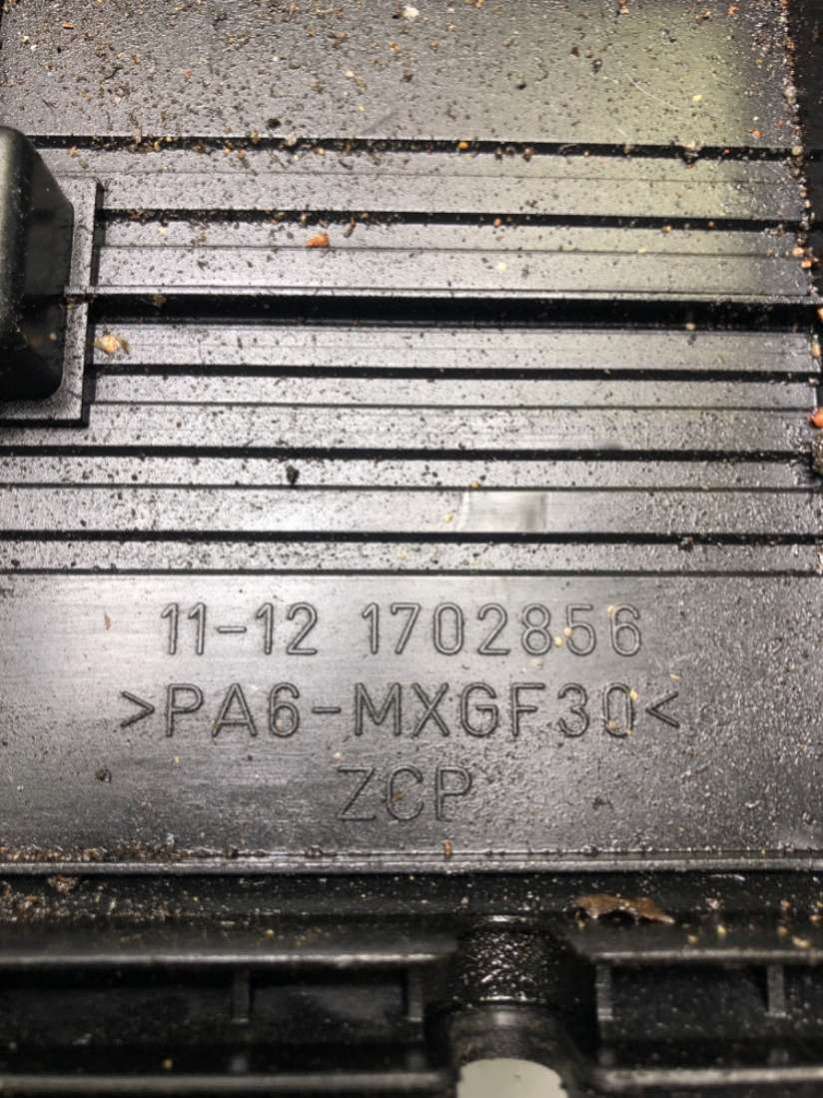 11-12 1702856
>PA6-MXGF30<
ZCP